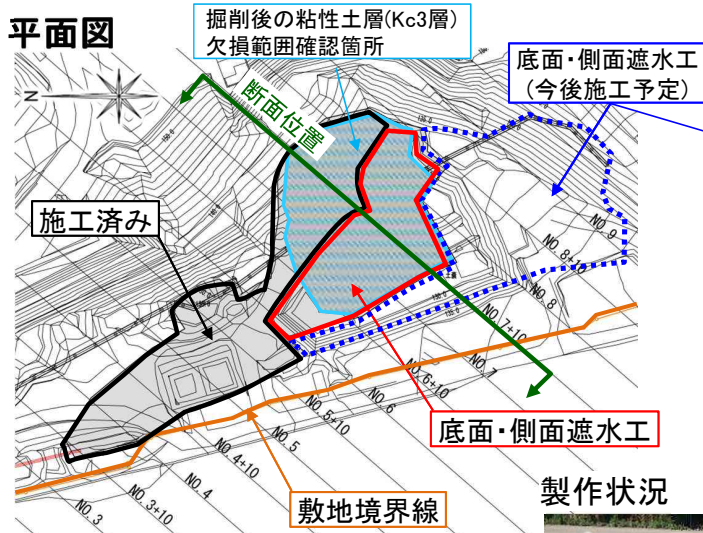 平面図
掘削後の粘性土層(Kc3層)
欠損範囲確認箇所
底面・側面遮水工
(今後施工予定)
N
断面位置
施工済み
NO.9
NO.8+10
NO.8
NO.7+10
NO.7
NO.6+10
NO.6
NO.5+10
NO.5
NO.4+10
NO.4
NO.3+10
NO.3
底面・側面遮水工
敷地境界線
製作状況